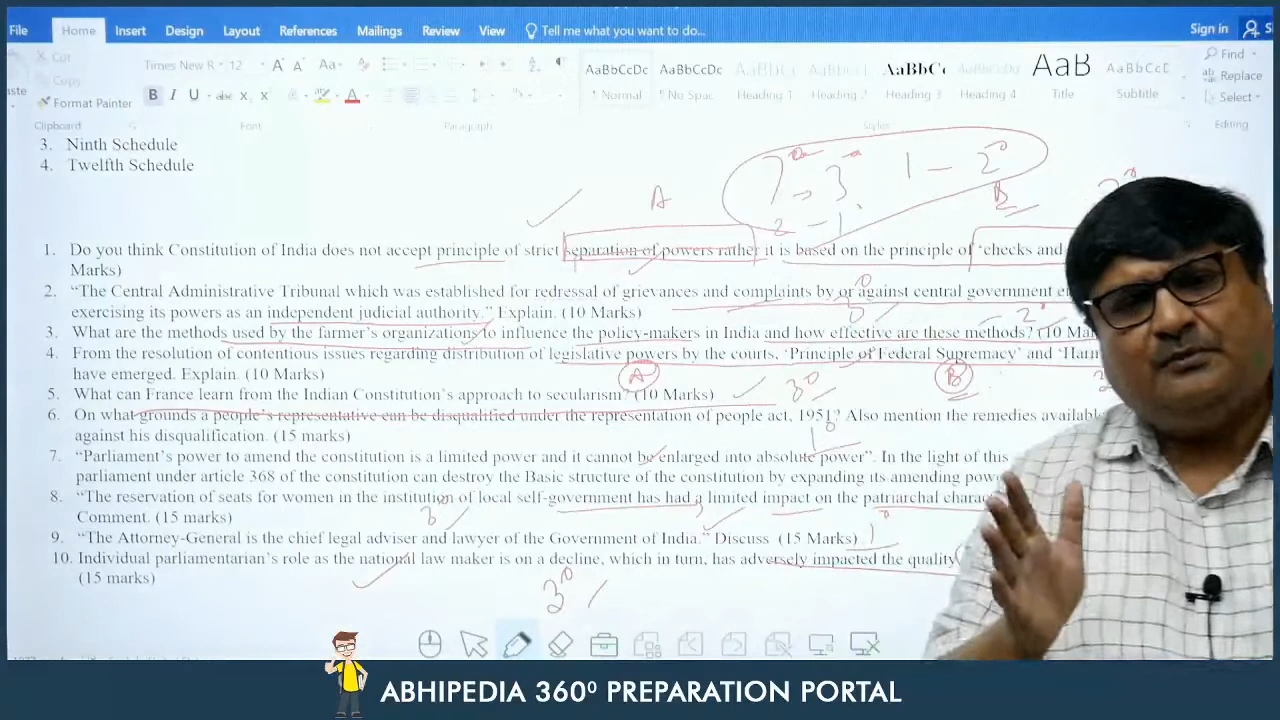 File Home Insert Design Layout References Mailings Review View Tell me what you want to do... Sign in
Cut
Times New R 12 A A Aa
AaBbCcDc AaBbCcDc AaBbCc AaBbCcD AaBbCc AaBbCcDc AaB AaBbCcD
Find
Copy
Replace
Format Painter B I U abc x x A
¶ Normal ¶ No Spac... Heading 1 Heading 2 Heading 3 Heading 4 Title Subtitle
Select
Clipboard Font Paragraph Styles Editing
3. Ninth Schedule
4. Twelfth Schedule
7 3 1 - 2
A 2 - 1 B
1. Do you think Constitution of India does not accept principle of strict separation of powers rather it is based on the principle of 'checks and
Marks)
2. "The Central Administrative Tribunal which was established for redressal of grievances and complaints by or against central government
exercising its powers as an independent judicial authority." Explain. (10 Marks)
3. What are the methods used by the farmer's organizations to influence the policy-makers in India and how effective are these methods? (10
4. From the resolution of contentious issues regarding distribution of legislative powers by the courts, 'Principle of Federal Supremacy' and
have emerged. Explain. (10 Marks)
A B
5. What can France learn from the Indian Constitution's approach to secularism? (10 Marks)
6. On what grounds a people's representative can be disqualified under the representation of people act, 1951? Also mention the remedies
against his disqualification. (15 marks)
7. "Parliament's power to amend the constitution is a limited power and it cannot be enlarged into absolute power". In the light of this
parliament under article 368 of the constitution can destroy the Basic structure of the constitution by expanding its amending
8. "The reservation of seats for women in the institution of local self-government has had a limited impact on the patriarchal
Comment. (15 marks)
9. "The Attorney-General is the chief legal adviser and lawyer of the Government of India." Discuss (15 Marks)
10. Individual parliamentarian's role as the national law maker is on a decline, which in turn, has adversely impacted the quality
(15 marks)
ABHIPEDIA 360⁰ PREPARATION PORTAL